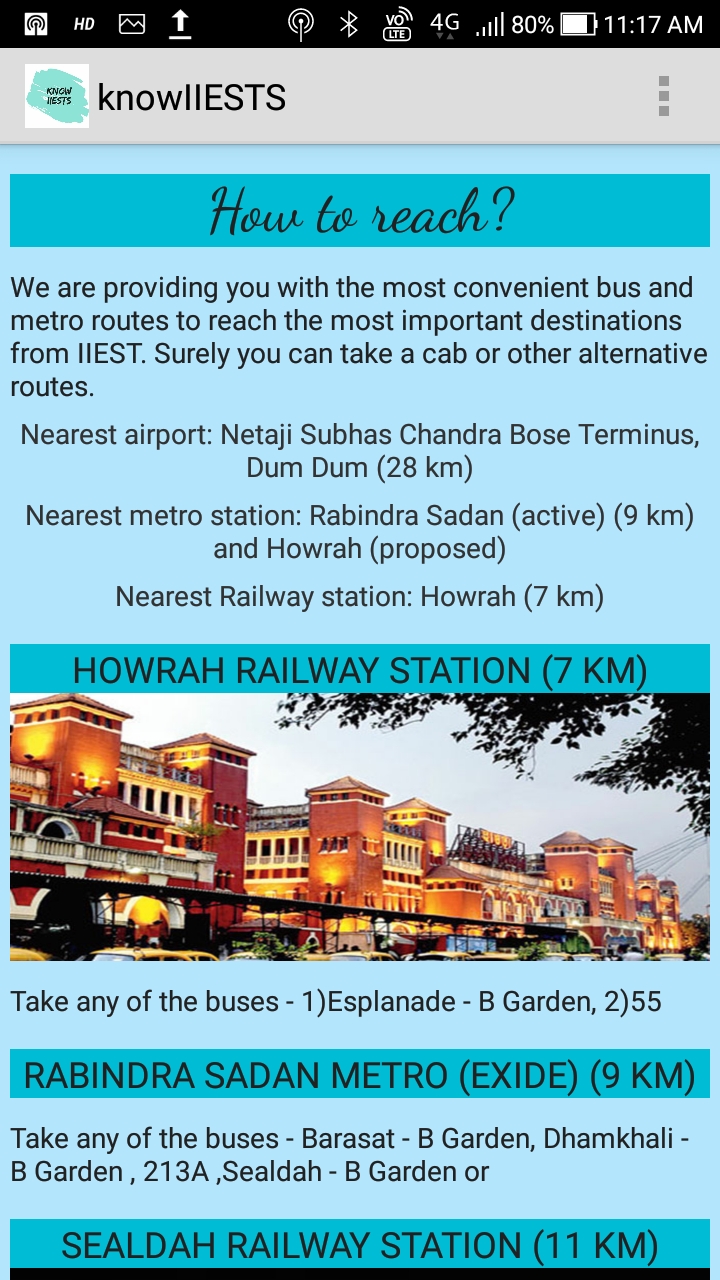 HD
VO
LTE
4G
80%
11:17 AM
KNOW
IIESTS
knowIIESTS
How to reach?
We are providing you with the most convenient bus and
metro routes to reach the most important destinations
from IIEST. Surely you can take a cab or other alternative
routes.
Nearest airport: Netaji Subhas Chandra Bose Terminus,
Dum Dum (28 km)
Nearest metro station: Rabindra Sadan (active) (9 km)
and Howrah (proposed)
Nearest Railway station: Howrah (7 km)
HOWRAH RAILWAY STATION (7 KM)
Take any of the buses - 1)Esplanade - B Garden, 2)55
RABINDRA SADAN METRO (EXIDE) (9 KM)
Take any of the buses - Barasat - B Garden, Dhamkhali -
B Garden , 213A ,Sealdah - B Garden or
SEALDAH RAILWAY STATION (11 KM)